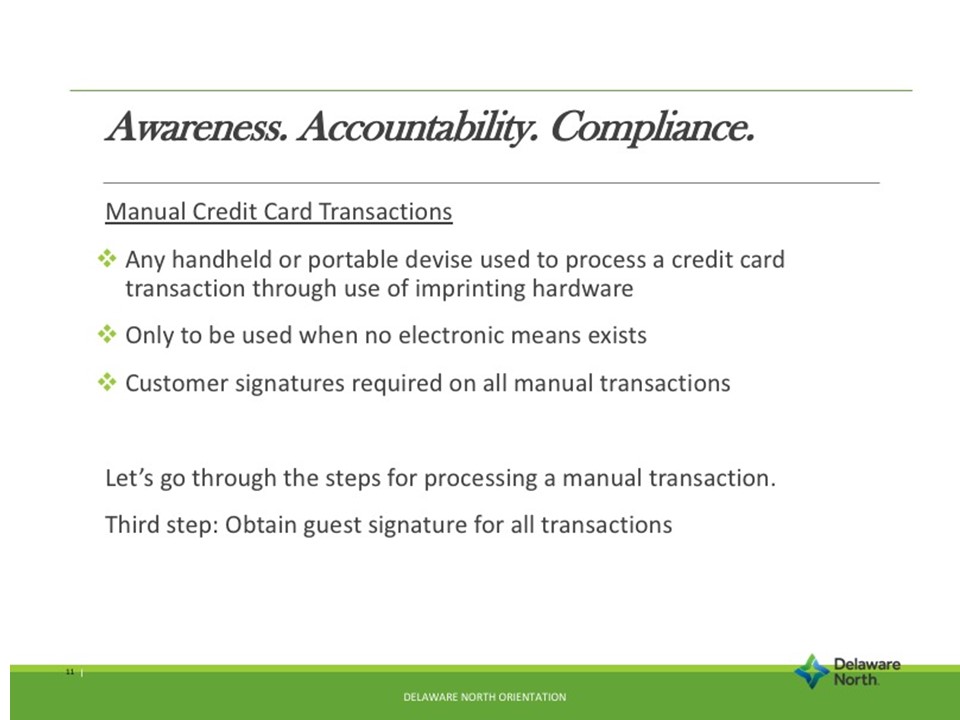 Awareness. Accountability. Compliance.
Manual Credit Card Transactions
Any handheld or portable devise used to process a credit card
transaction through use of imprinting hardware
Only to be used when no electronic means exists
Customer signatures required on all manual transactions
Let’s go through the steps for processing a manual transaction.
Third step: Obtain guest signature for all transactions
11 |
Delaware
North.
DELAWARE NORTH ORIENTATION